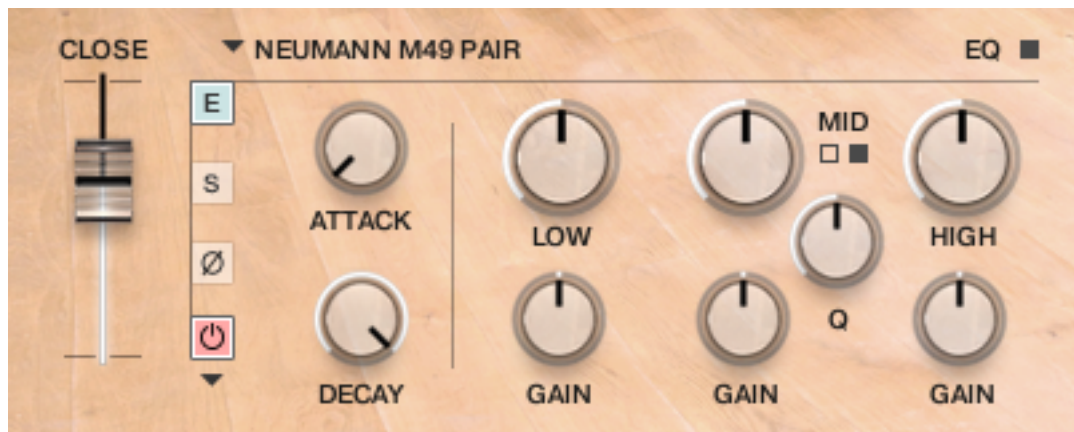 CLOSE
NEUMANN M49 PAIR
EQ
E
S
Ø
ATTACK
DECAY
LOW
MID
HIGH
Q
GAIN
GAIN
GAIN